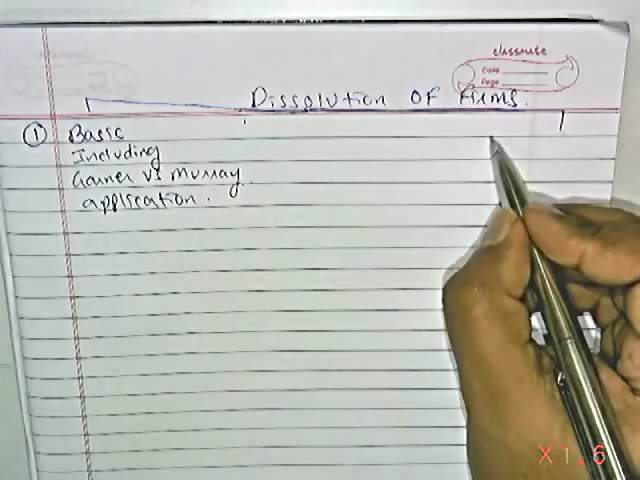 classmate
Date
Page
Dissolution OF Firms.
① Basic
Including
Garner vs Murray
application.
X1.6